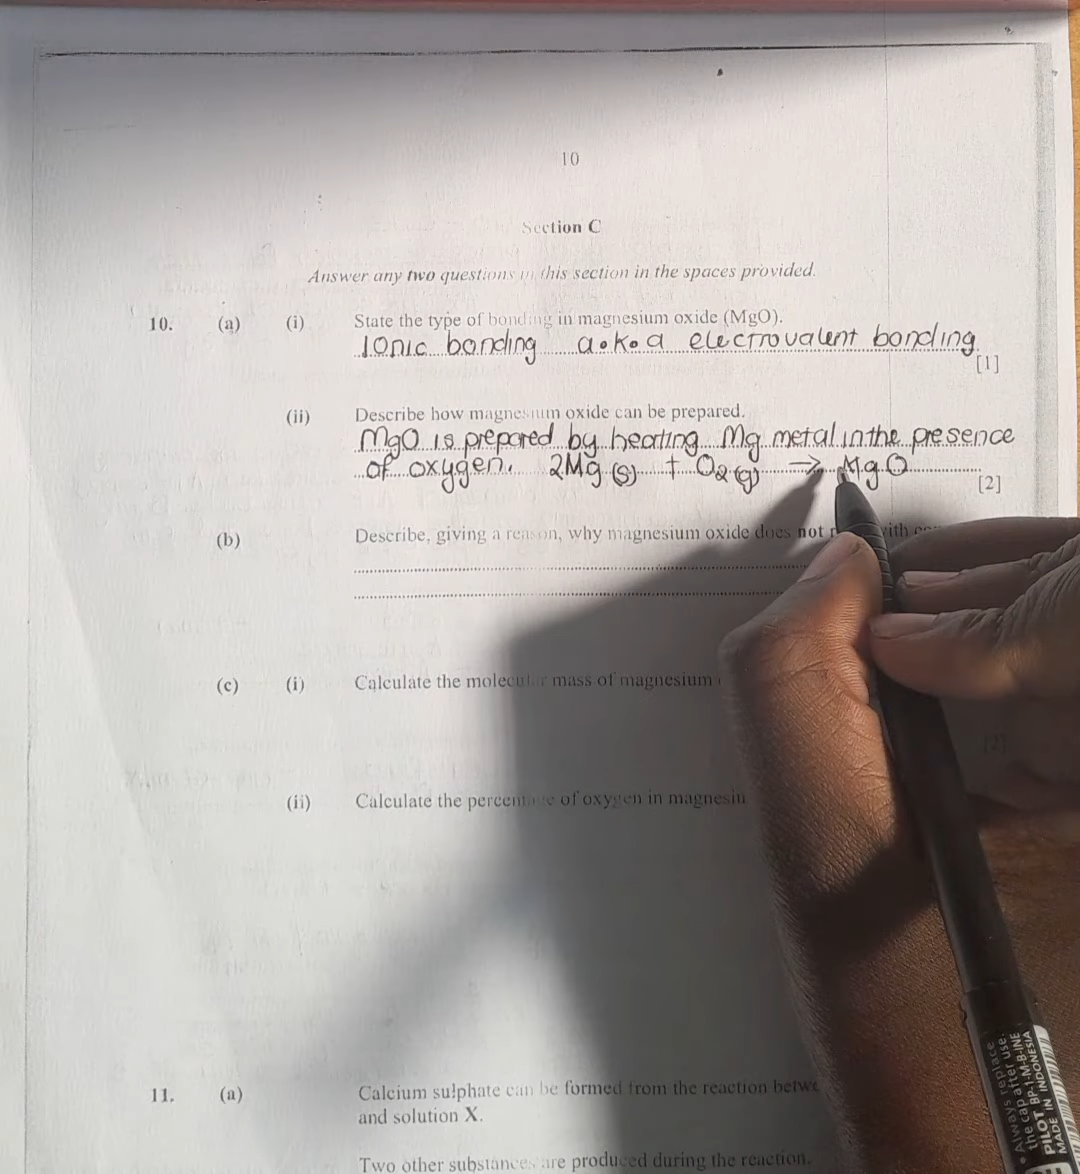 10
Section C
Answer any two questions in this section in the spaces provided.
10. (a) (i) State the type of bonding in magnesium oxide (MgO).
Ionic bonding a.k.a electrovalent bonding
[1]
(ii) Describe how magnesium oxide can be prepared.
MgO is prepared by heating Mg metal in the presence
of oxygen. 2Mg (s) + O2 (g) → MgO
[2]
(b) Describe, giving a reason, why magnesium oxide does not
(c) (i) Calculate the molecular mass of magnesium
[2]
(ii) Calculate the percentage of oxygen in
11. (a) Calcium sulphate can be formed from the reaction
and solution X.
Two other substances are produced during the reaction.
Always replace
the cap after use.
PILOT BP-1-M-B-INE
MADE IN INDONESIA